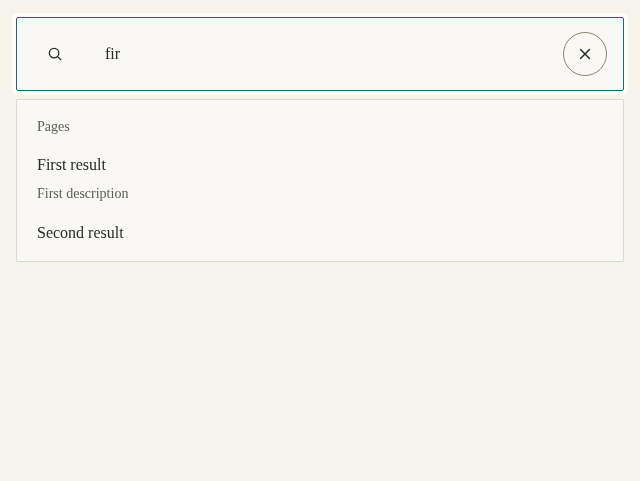 fir
Pages
First result
First description
Second result